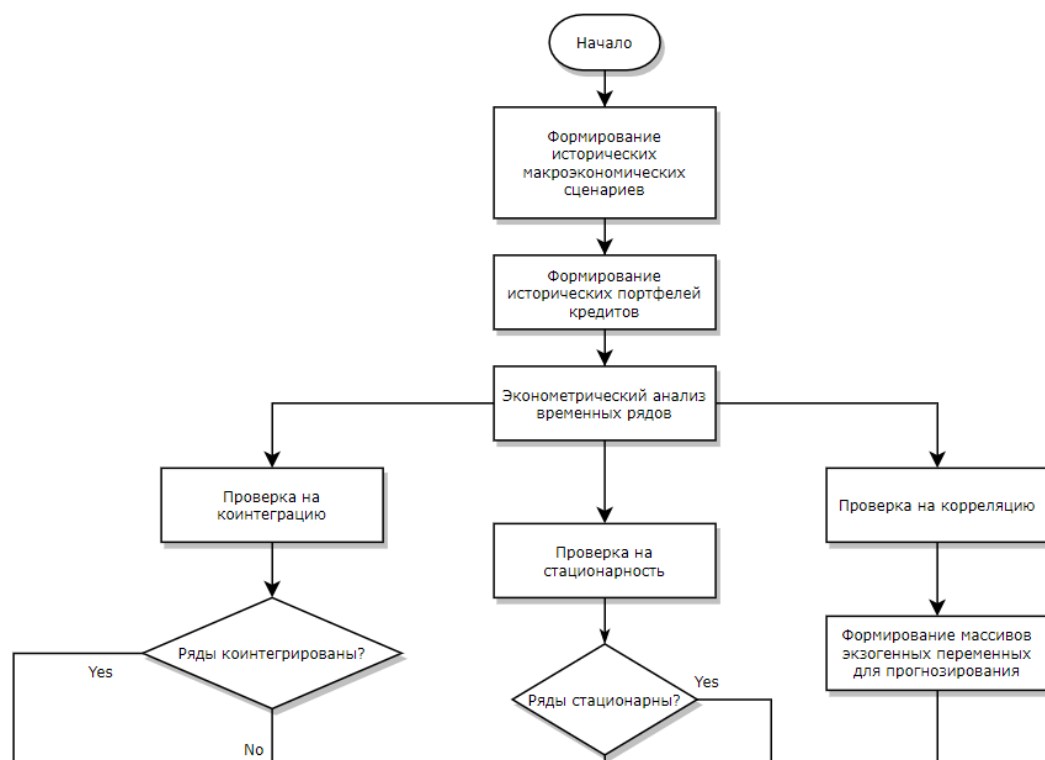 Начало
Формирование
исторических
макроэкономических
сценариев
Формирование
исторических портфелей
кредитов
Эконометрический анализ
временных рядов
Проверка на
коинтеграцию
Проверка на
стационарность
Проверка на корреляцию
Ряды коинтегрированы?
Yes
No
Ряды стационарны?
Yes
Формирование массивов
экзогенных переменных
для прогнозирования